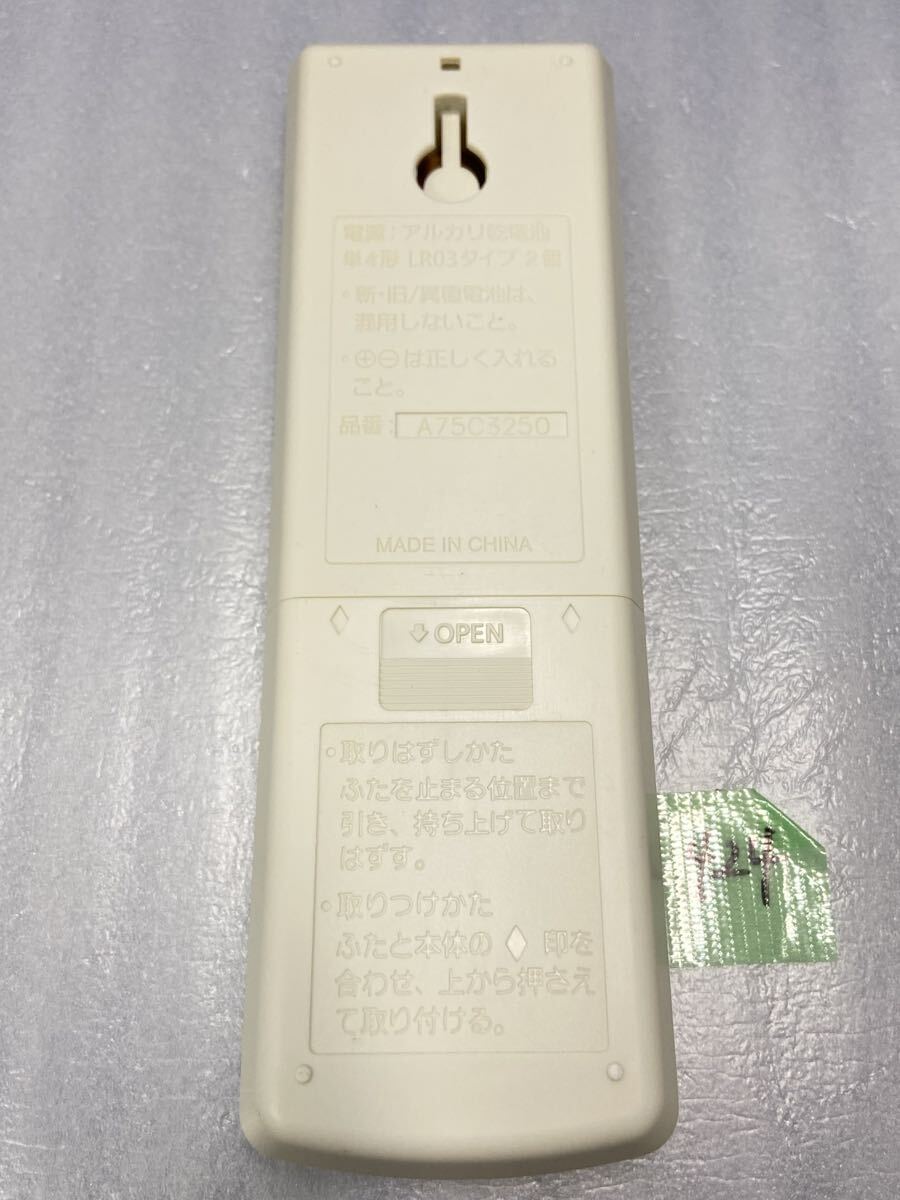 電源：アルカリ乾電池
単4形 LR03タイプ 2個
・新・旧/異種電池は、
混用しないこと。
・⊕⊖は正しく入れる
こと。
品番： A75C3250
MADE IN CHINA
OPEN
・取りはずしかた
ふたを止まる位置まで
引き、持ち上げて取り
はずす。
・取りつけかた
ふたと本体の ◇ 印を
合わせ、上から押さえ
て取り付ける。
424